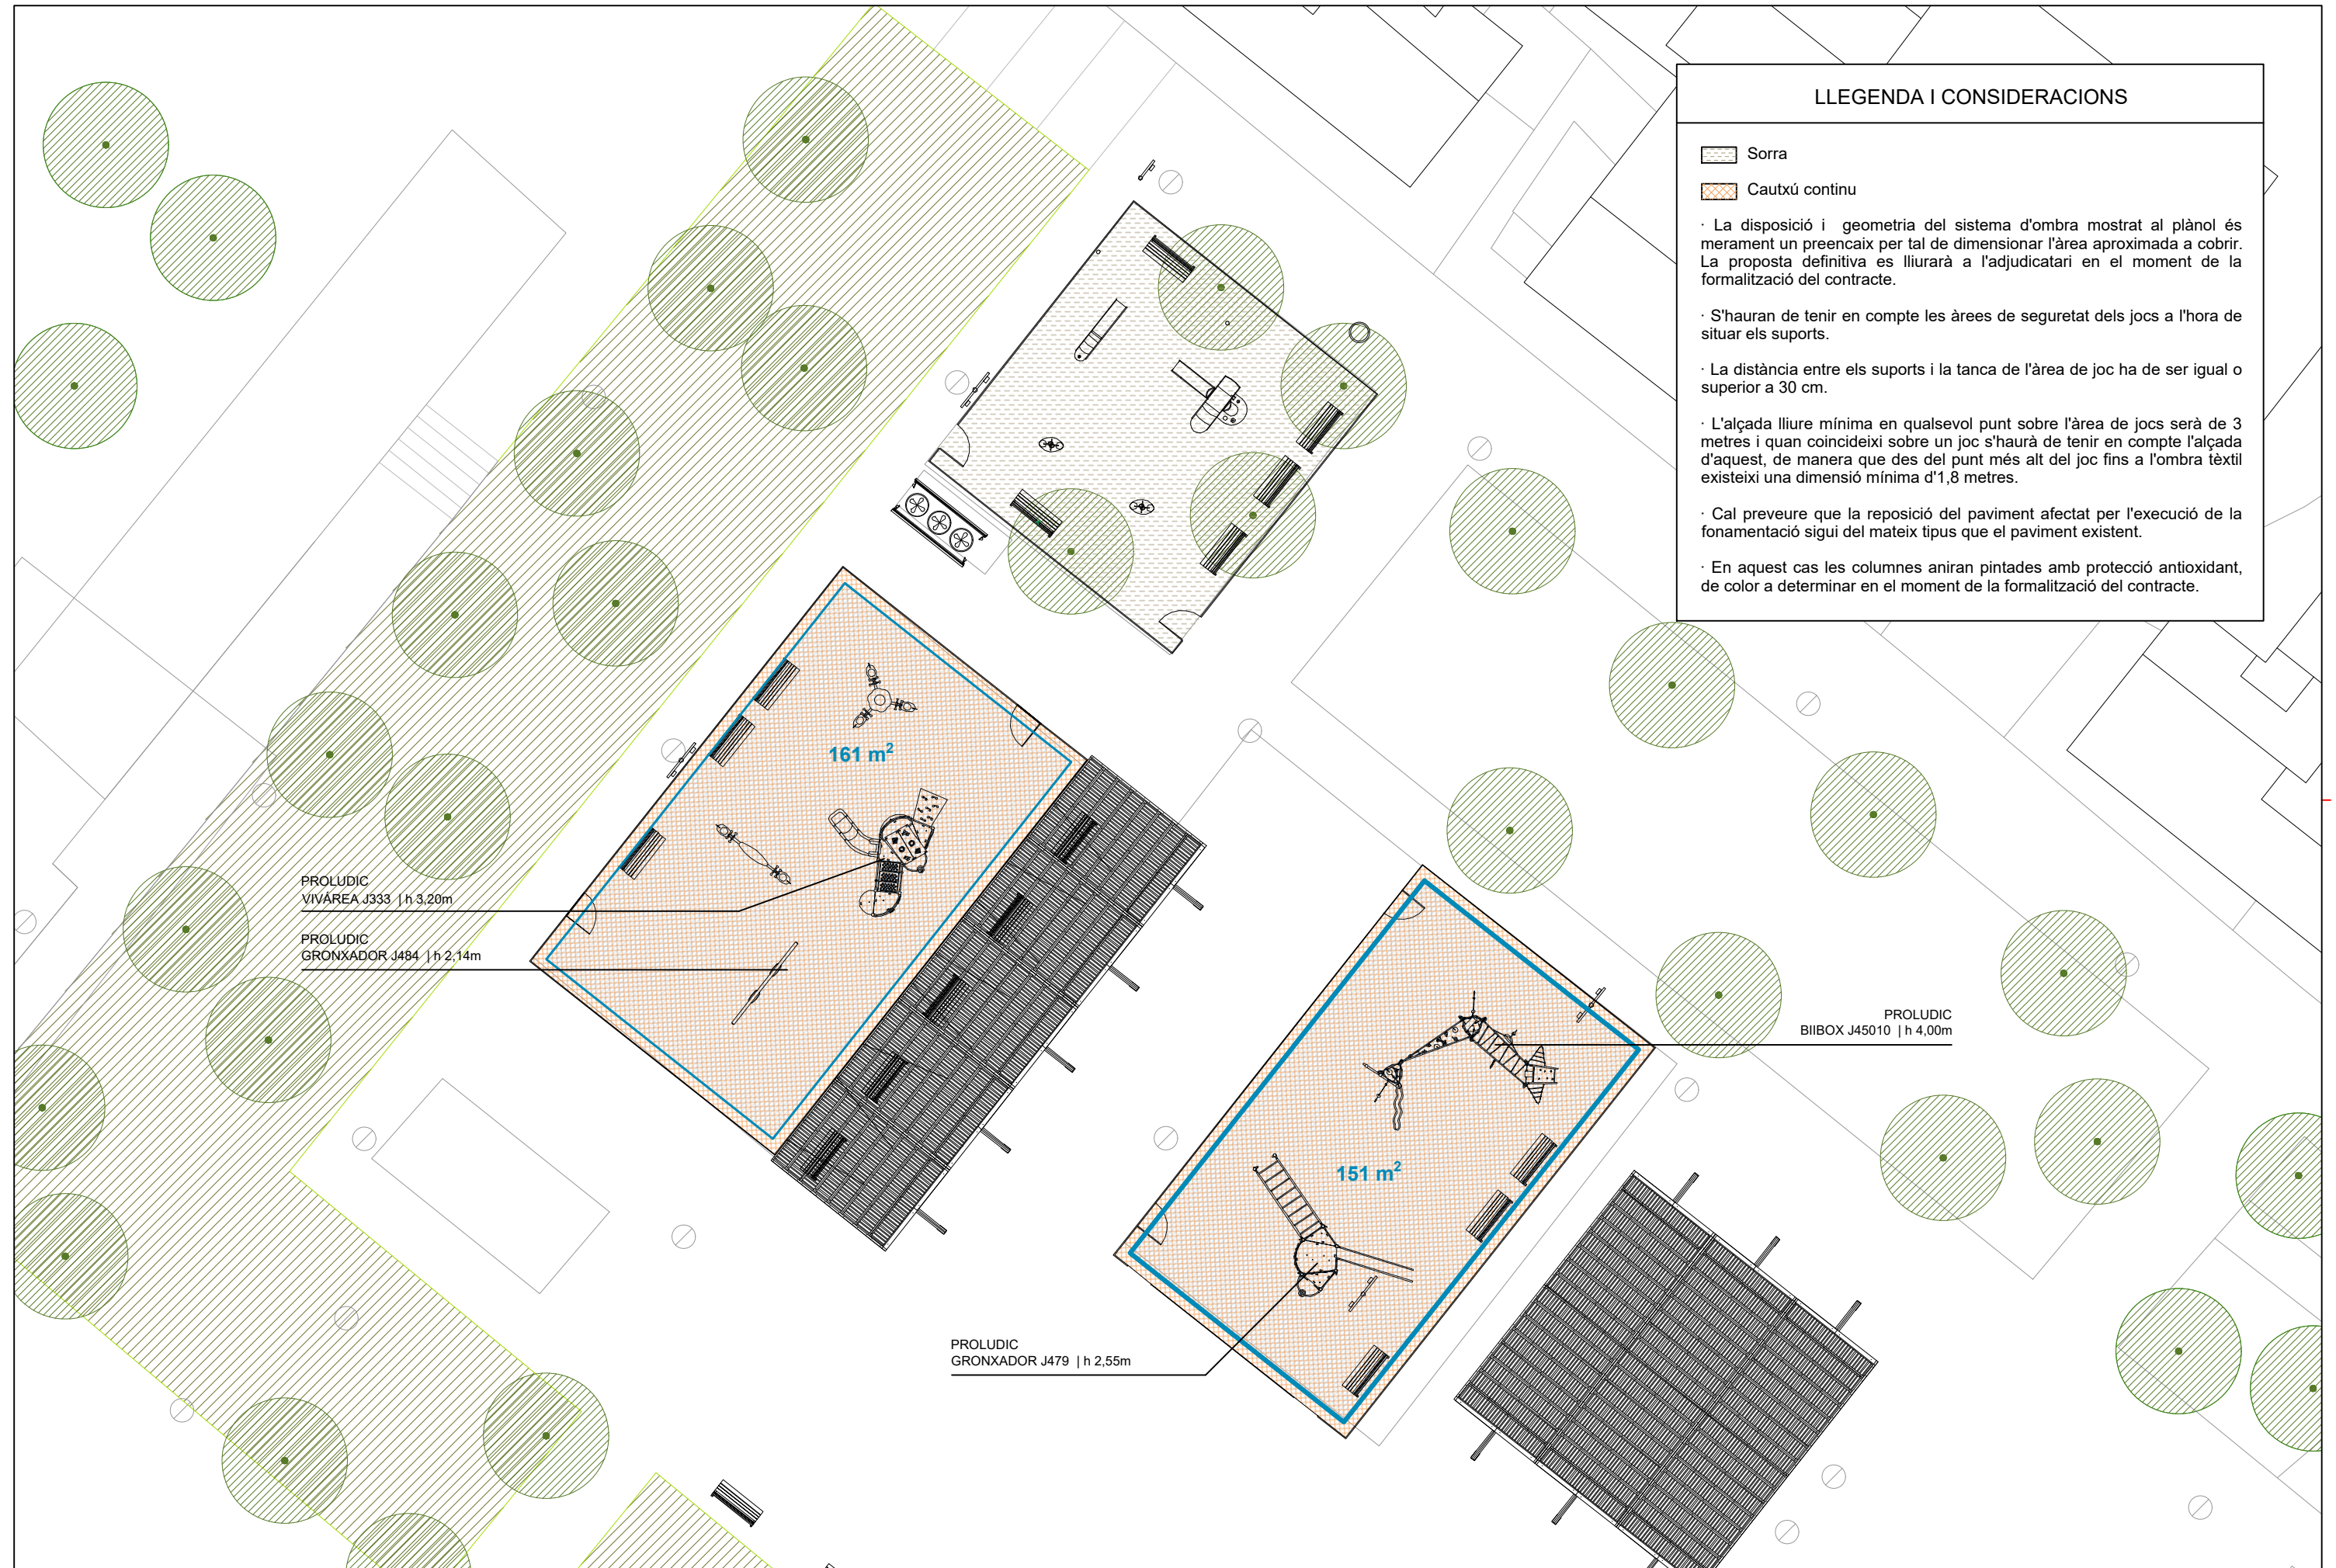 LLEGENDA I CONSIDERACIONS
Sorra
Cautxú continu
· La disposició i geometria del sistema d'ombra mostrat al plànol és
merament un preencaix per tal de dimensionar l'àrea aproximada a cobrir.
La proposta definitiva es lliurarà a l'adjudicatari en el moment de la
formalització del contracte.
· S'hauran de tenir en compte les àrees de seguretat dels jocs a l'hora de
situar els suports.
· La distància entre els suports i la tanca de l'àrea de joc ha de ser igual o
superior a 30 cm.
· L'alçada lliure mínima en qualsevol punt sobre l'àrea de jocs serà de 3
metres i quan coincideixi sobre un joc s'haurà de tenir en compte l'alçada
d'aquest, de manera que des del punt més alt del joc fins a l'ombra tèxtil
existeixi una dimensió mínima d'1,8 metres.
· Cal preveure que la reposició del paviment afectat per l'execució de la
fonamentació sigui del mateix tipus que el paviment existent.
· En aquest cas les columnes aniran pintades amb protecció antioxidant,
de color a determinar en el moment de la formalització del contracte.
161 m²
PROLUDIC
VIVÁREA J333 | h 3,20m
PROLUDIC
GRONXADOR J484 | h 2,14m
PROLUDIC
BIIBOX J45010 | h 4,00m
151 m²
PROLUDIC
GRONXADOR J479 | h 2,55m